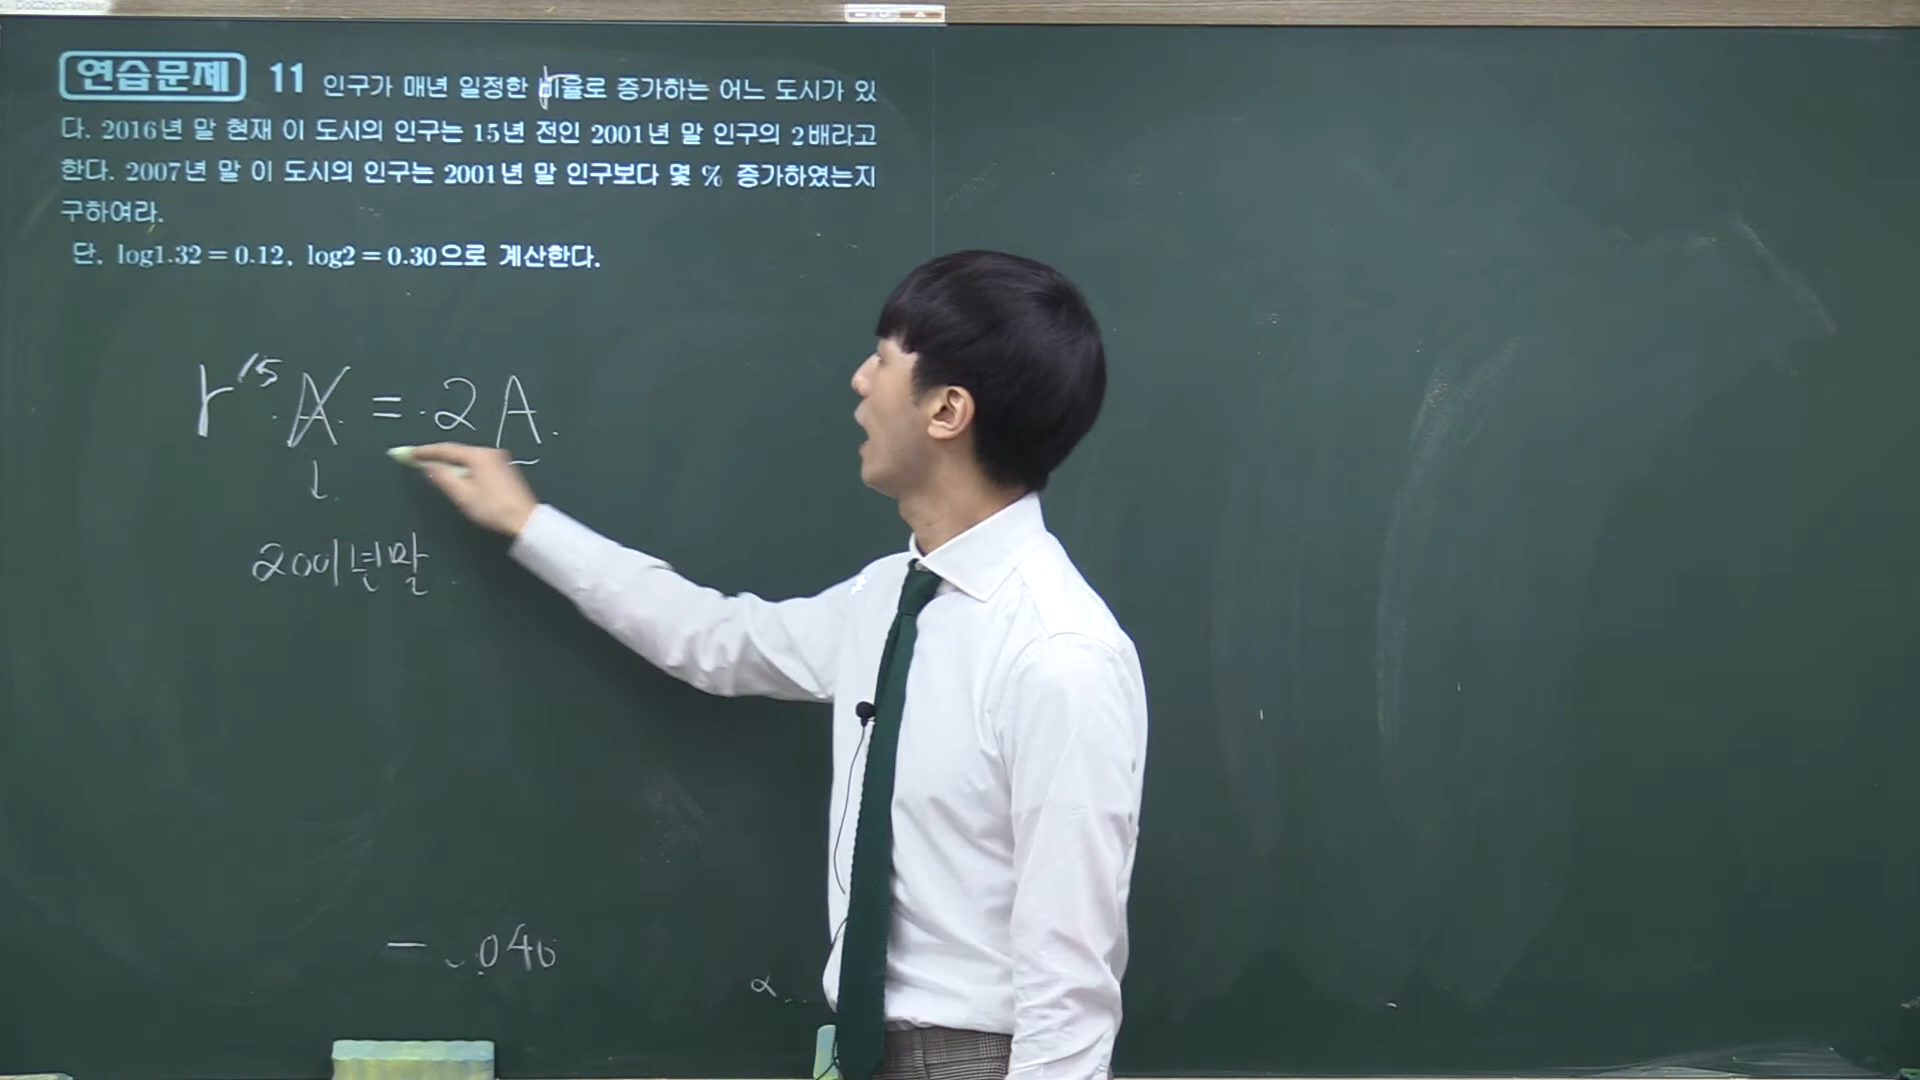 연습문제 11 인구가 매년 일정한 비율로 증가하는 어느 도시가 있
다. 2016년 말 현재 이 도시의 인구는 15년 전인 2001년 말 인구의 2배라고
한다. 2007년 말 이 도시의 인구는 2001년 말 인구보다 몇 % 증가하였는지
구하여라.
단, log1.32 = 0.12, log2 = 0.30으로 계산한다.
r^15 · A = 2A
↓
2001년말
α